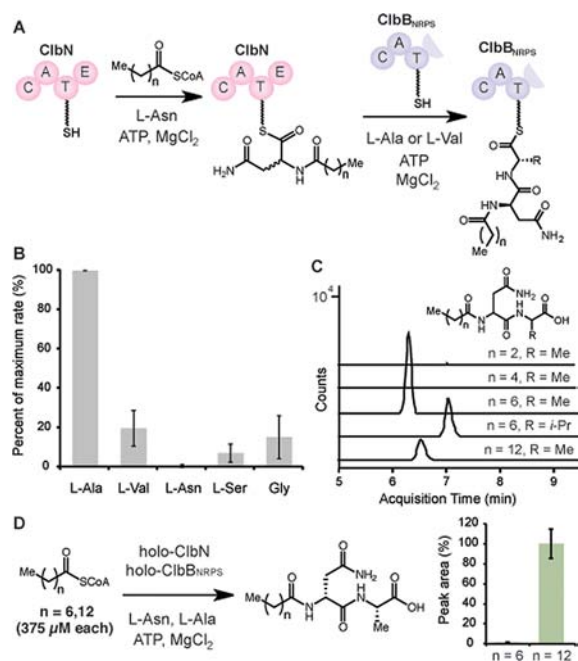 A
ClbN
C A T E
SH
Me
n
O
SCoA
L-Asn
ATP, MgCl2
ClbN
C A T E
S
O
O
H2N
O
N
H
n
Me
ClbBNRPS
C A T
SH
L-Ala or L-Val
ATP
MgCl2
ClbBNRPS
C A T
S
O
R
HN
O
O
N
H
n
Me
O
NH2
B
Percent of maximum rate (%)
100
80
60
40
20
0
L-Ala L-Val L-Asn L-Ser Gly
C
10⁴
Counts
O
NH2
O
H
N
O
OH
Me
n
N
H
O
R
n = 2, R = Me
n = 4, R = Me
n = 6, R = Me
n = 6, R = i-Pr
n = 12, R = Me
5 6 7 8 9
Acquisition Time (min)
D
Me
n
O
SCoA
n = 6,12
(375 µM each)
holo-ClbN
holo-ClbBNRPS
L-Asn, L-Ala
ATP, MgCl2
O
NH2
O
H
N
O
OH
Me
n
N
H
O
Me
Peak area (%)
120
100
80
60
40
20
0
n = 6 n = 12